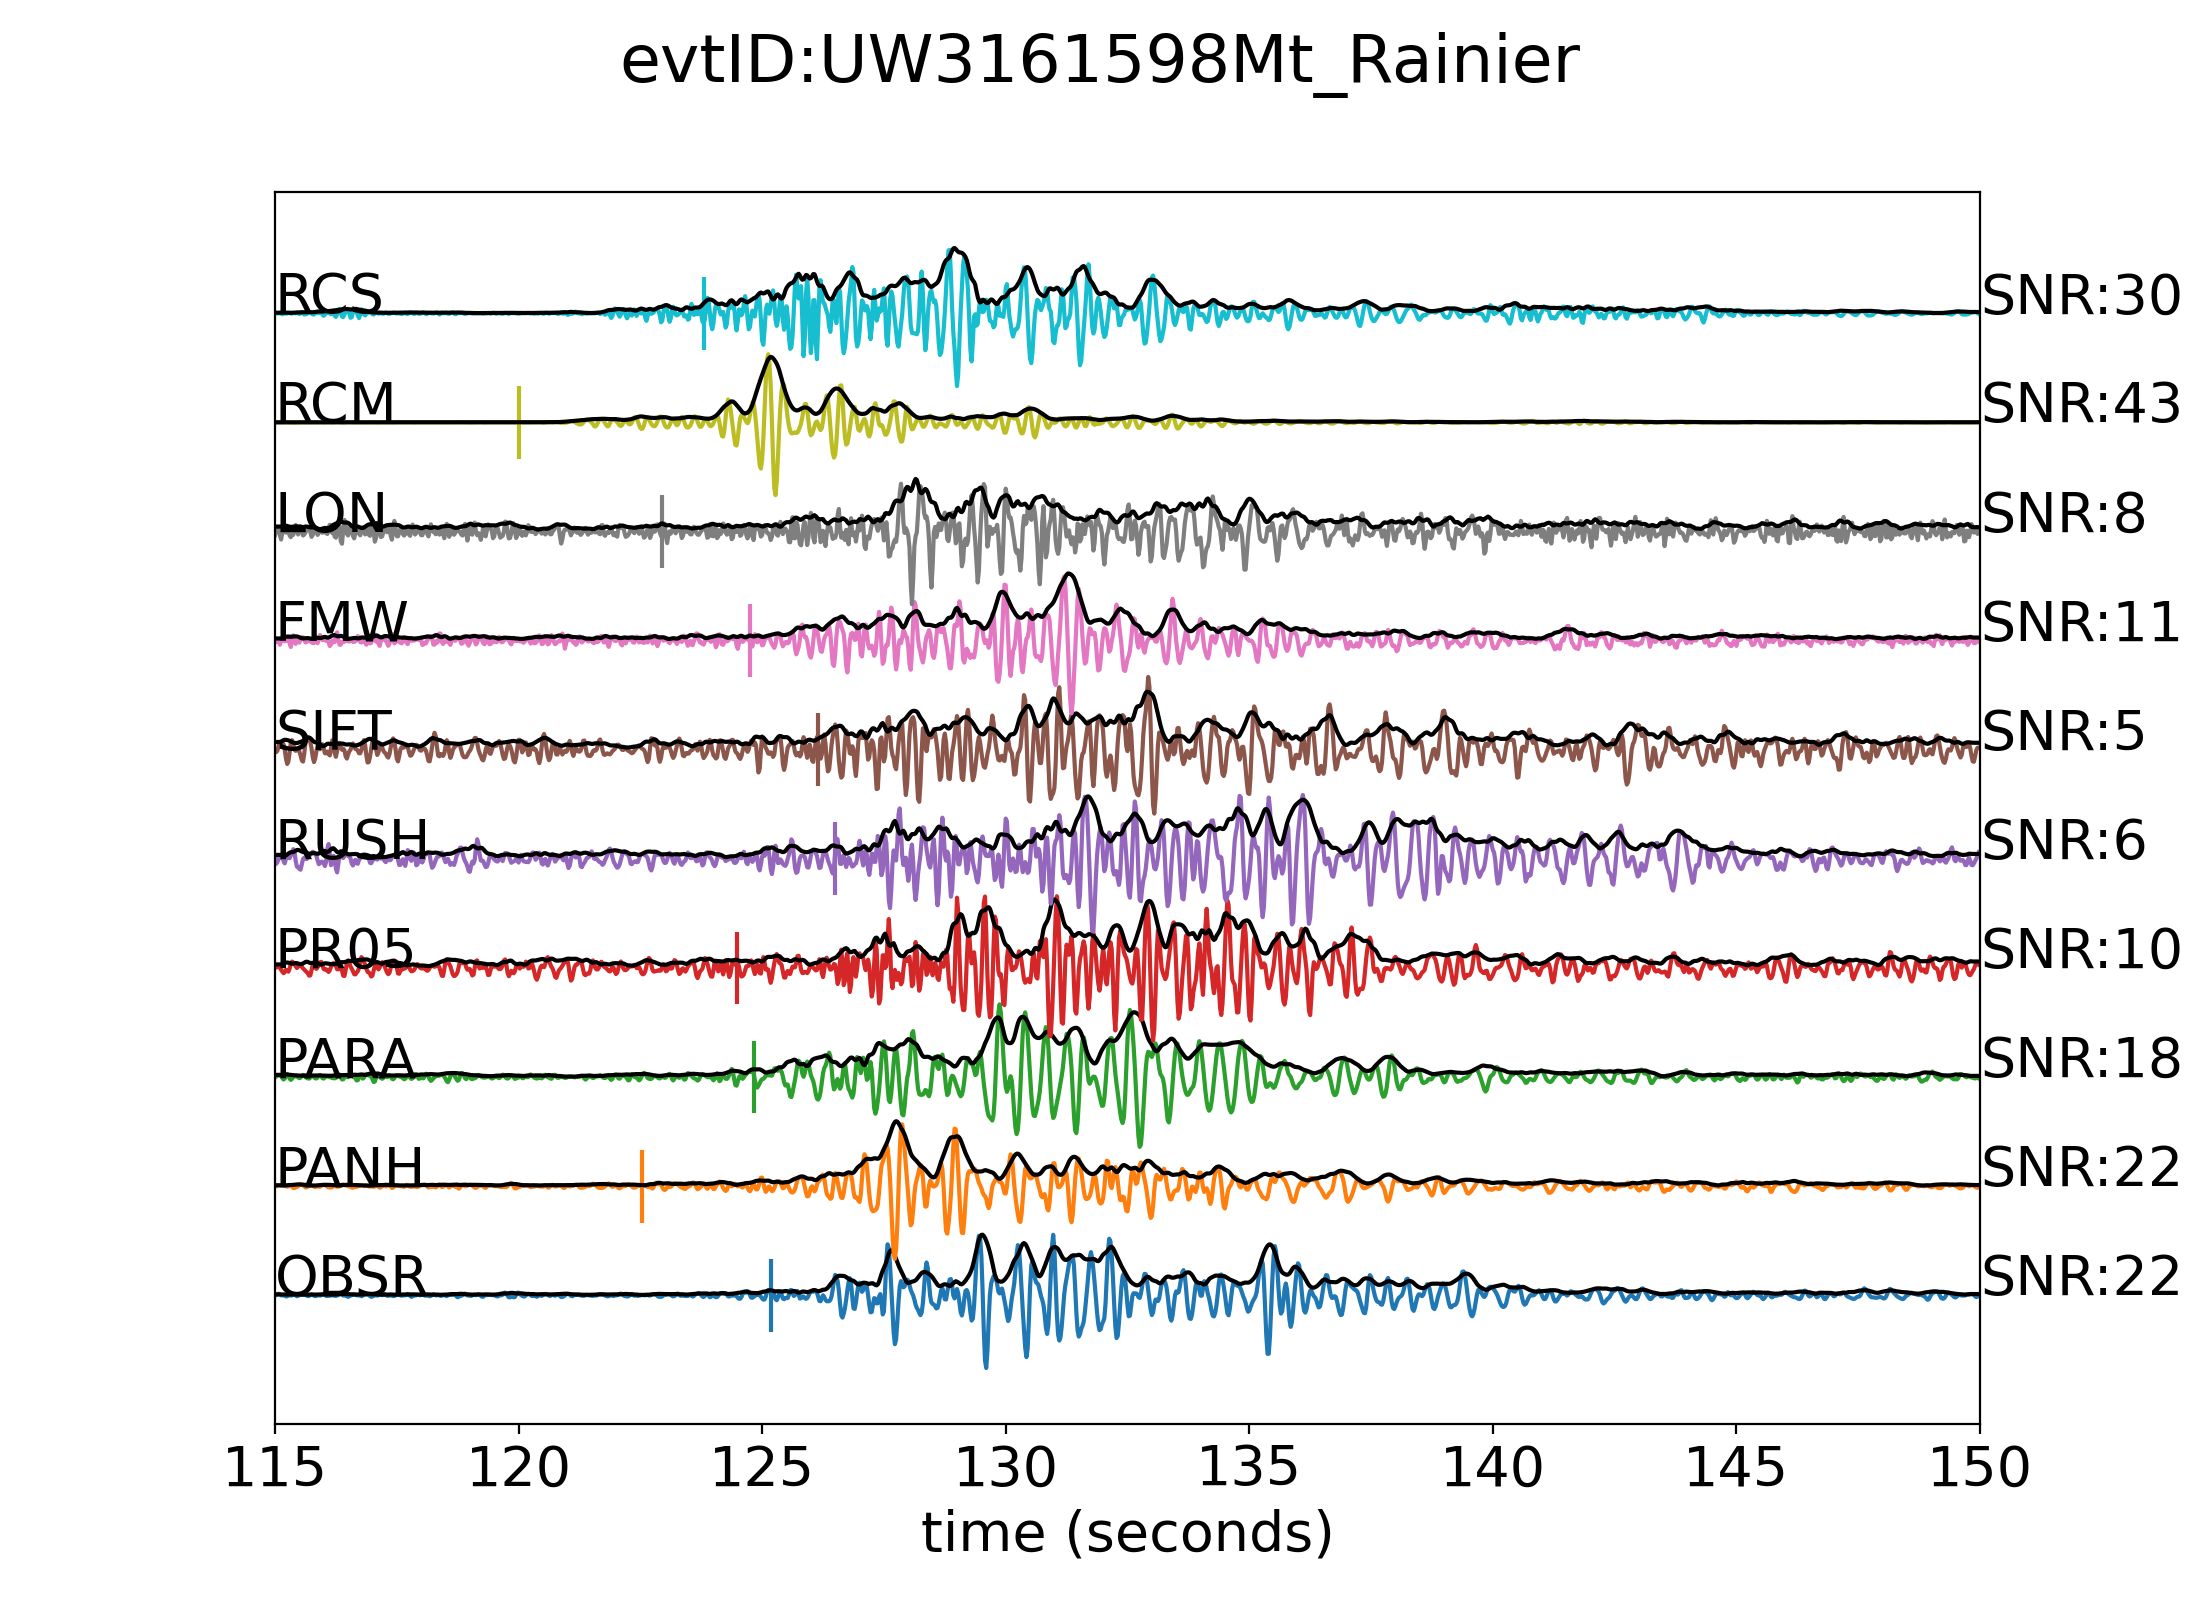 evtID:UW3161598Mt_Rainier
RCS SNR:30
RCM SNR:43
LON SNR:8
FMW SNR:11
SIFT SNR:5
RUSH SNR:6
PR05 SNR:10
PARA SNR:18
PANH SNR:22
OBSR SNR:22
115 120 125 130 135 140 145 150
time (seconds)